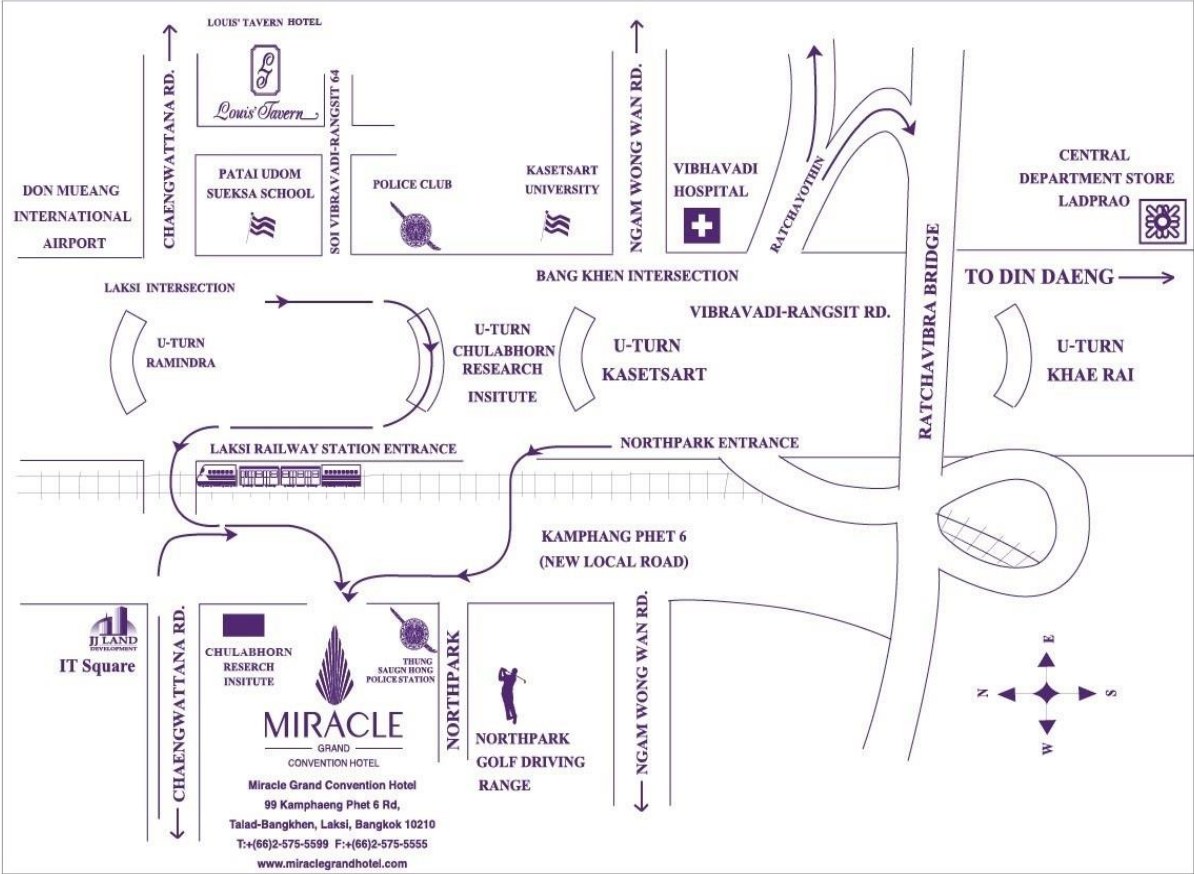 LOUIS' TAVERN HOTEL
LT
Louis' Tavern
CHAENGWATTANA RD.
SOI VIBRAVADI-RANGSIT 64
NGAM WONG WAN RD.
DON MUEANG
INTERNATIONAL
AIRPORT
PATAI UDOM
SUEKSA SCHOOL
POLICE CLUB
KASETSART
UNIVERSITY
VIBHAVADI
HOSPITAL
RATCHAYOTHIN
CENTRAL
DEPARTMENT STORE
LADPRAO
LAKSI INTERSECTION
BANG KHEN INTERSECTION
TO DIN DAENG
VIBRAVADI-RANGSIT RD.
RATCHAVIBRA BRIDGE
U-TURN
RAMINDRA
U-TURN
CHULABHORN
RESEARCH
INSITUTE
U-TURN
KASETSART
U-TURN
KHAE RAI
LAKSI RAILWAY STATION ENTRANCE
NORTHPARK ENTRANCE
KAMPHANG PHET 6
(NEW LOCAL ROAD)
JJ LAND
DEVELOPMENT
IT Square
CHAENGWATTANA RD.
CHULABHORN
RESERCH
INSITUTE
MIRACLE
GRAND
CONVENTION HOTEL
THUNG
SAUGN HONG
POLICE STATION
NORTHPARK
NORTHPARK
GOLF DRIVING
RANGE
NGAM WONG WAN RD.
E
N
S
W
Miracle Grand Convention Hotel
99 Kamphaeng Phet 6 Rd,
Talad-Bangkhen, Laksi, Bangkok 10210
T:+(66)2-575-5599 F:+(66)2-575-5555
www.miraclegrandhotel.com